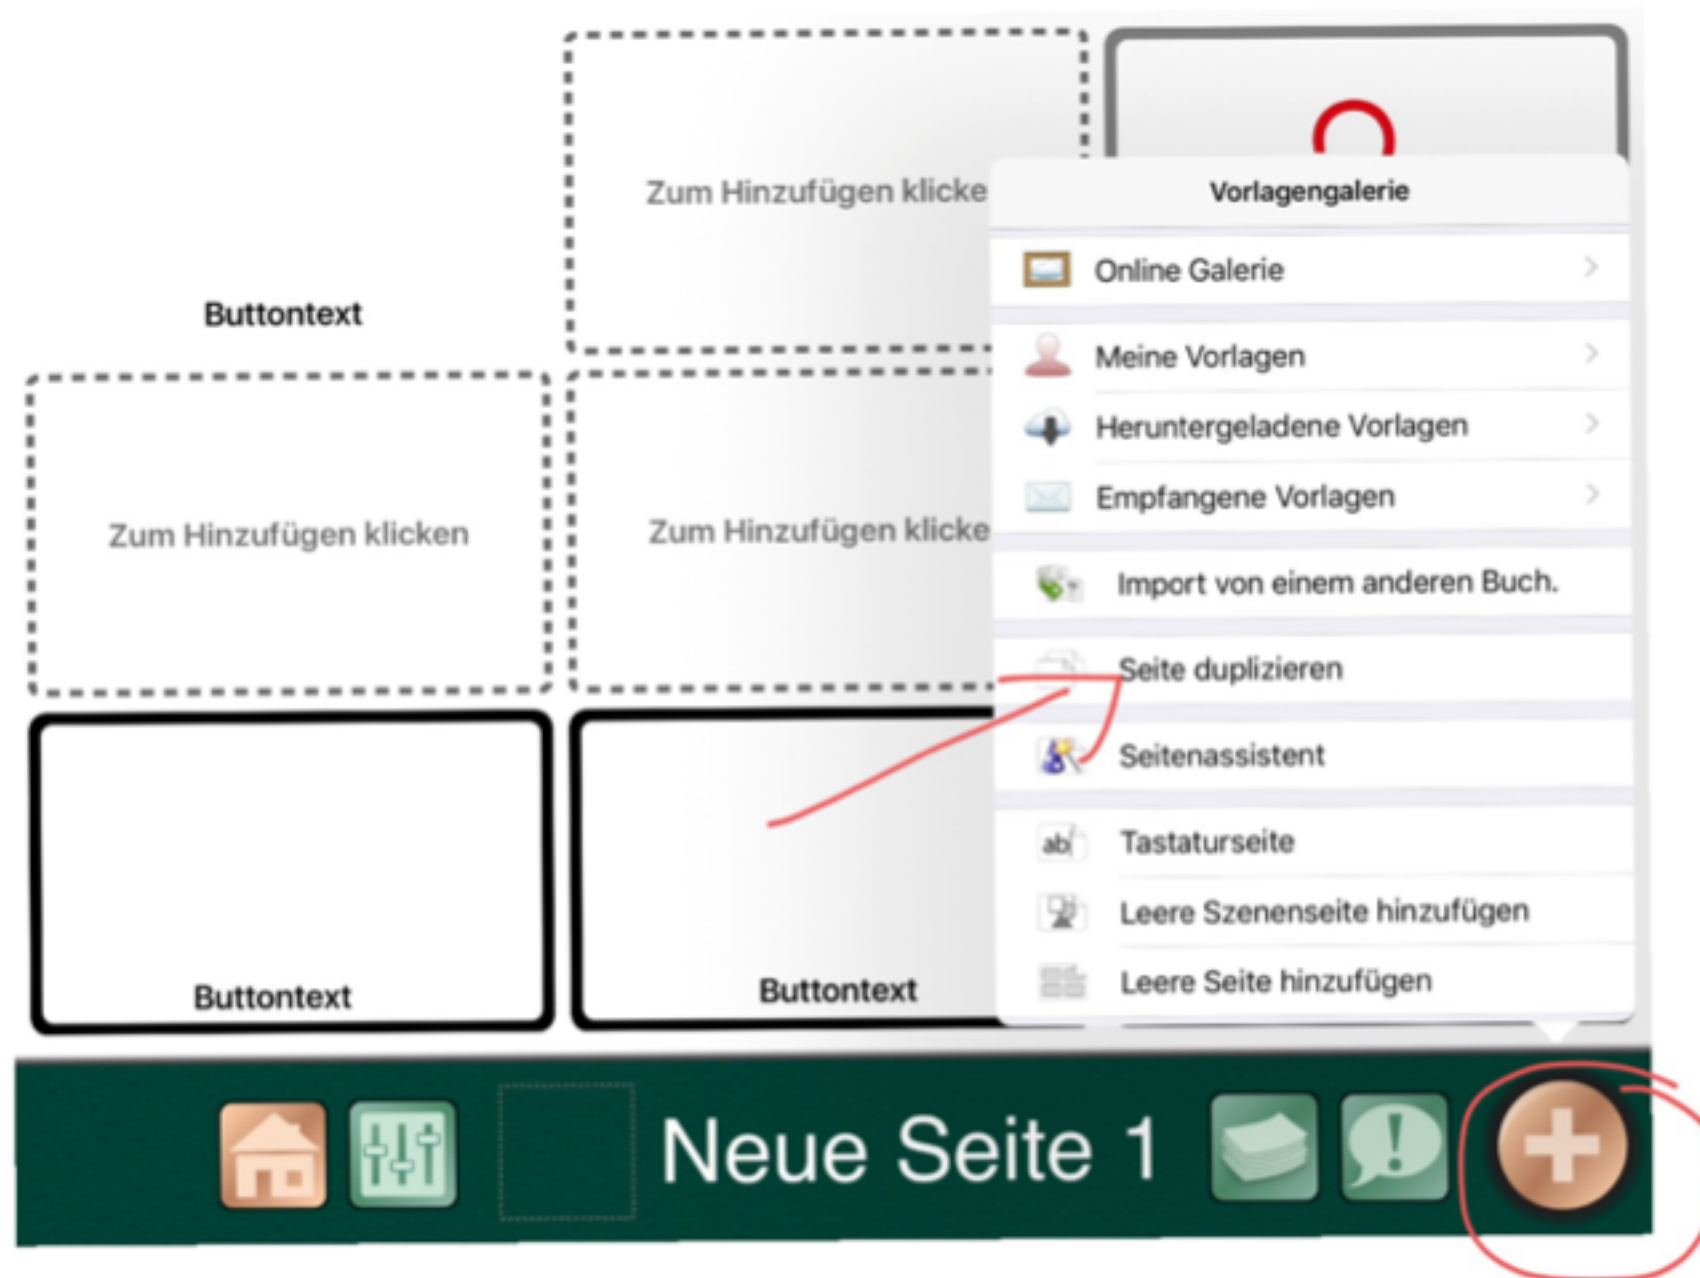 Zum Hinzufügen klicke
Buttontext
Zum Hinzufügen klicken
Zum Hinzufügen klicke
Buttontext
Buttontext
Vorlagengalerie
Online Galerie
Meine Vorlagen
Heruntergeladene Vorlagen
Empfangene Vorlagen
Import von einem anderen Buch.
Seite duplizieren
Seitenassistent
ab
Tastaturseite
Leere Szenenseite hinzufügen
Leere Seite hinzufügen
Neue Seite 1